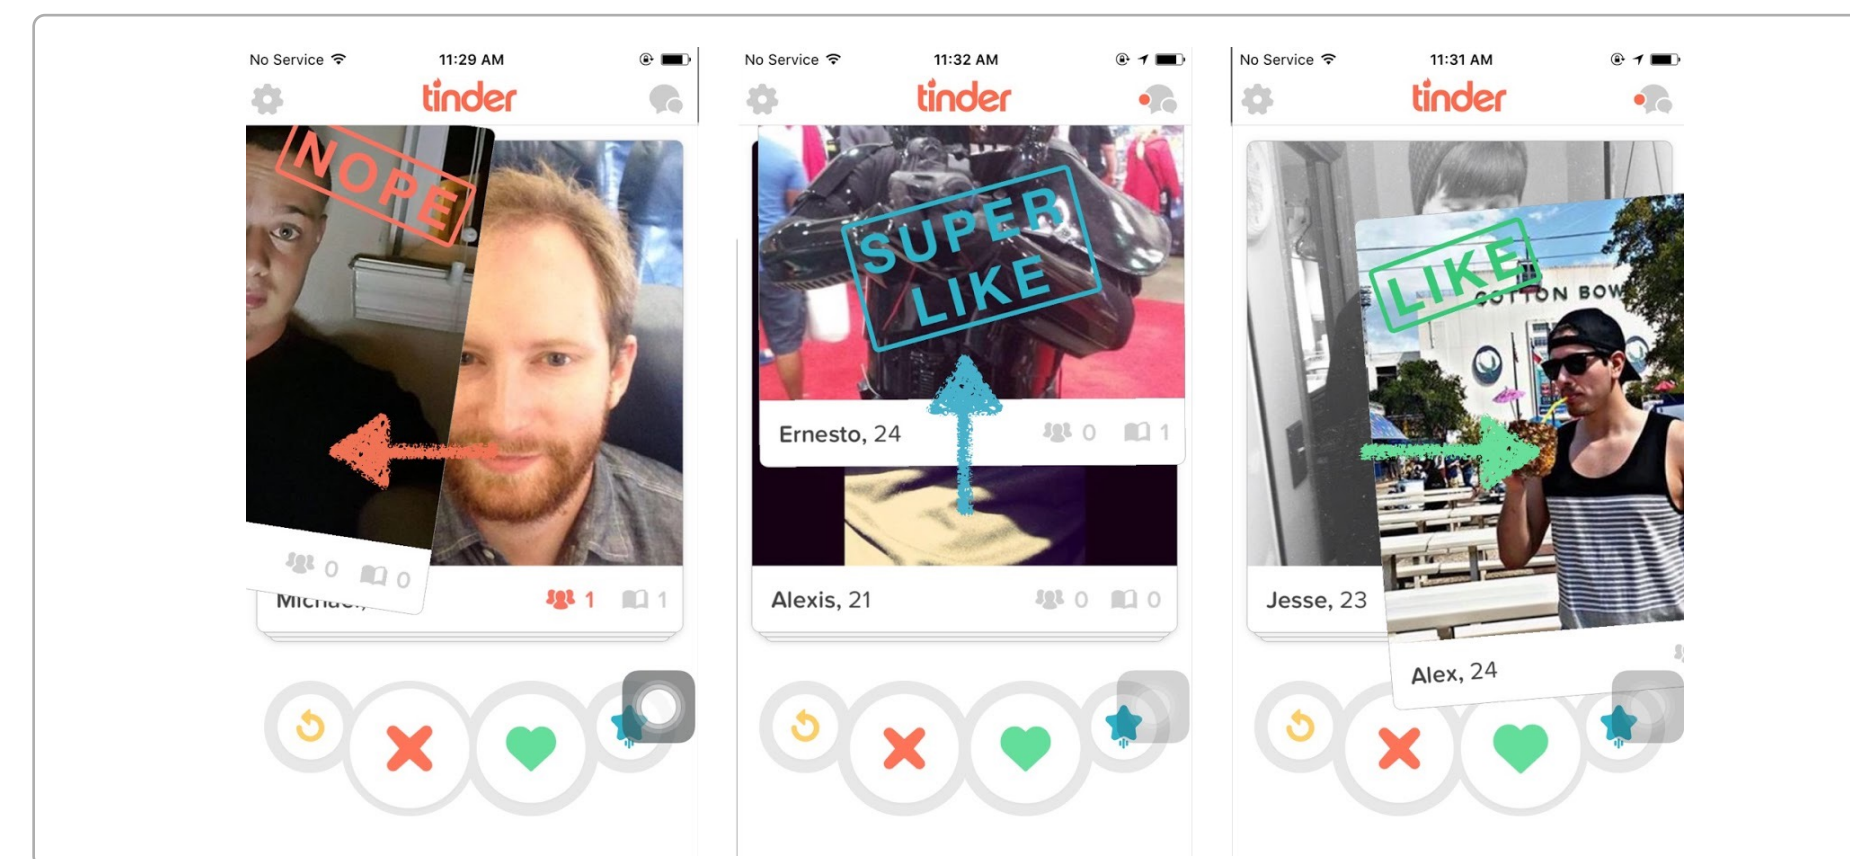 No Service 11:29 AM
tinder
NOPE
0 0
1 1
No Service 11:32 AM
tinder
SUPER
LIKE
Ernesto, 24 0 1
Alexis, 21 0 0
No Service 11:31 AM
tinder
LIKE
COTTON BOW
Jesse, 23
Alex, 24